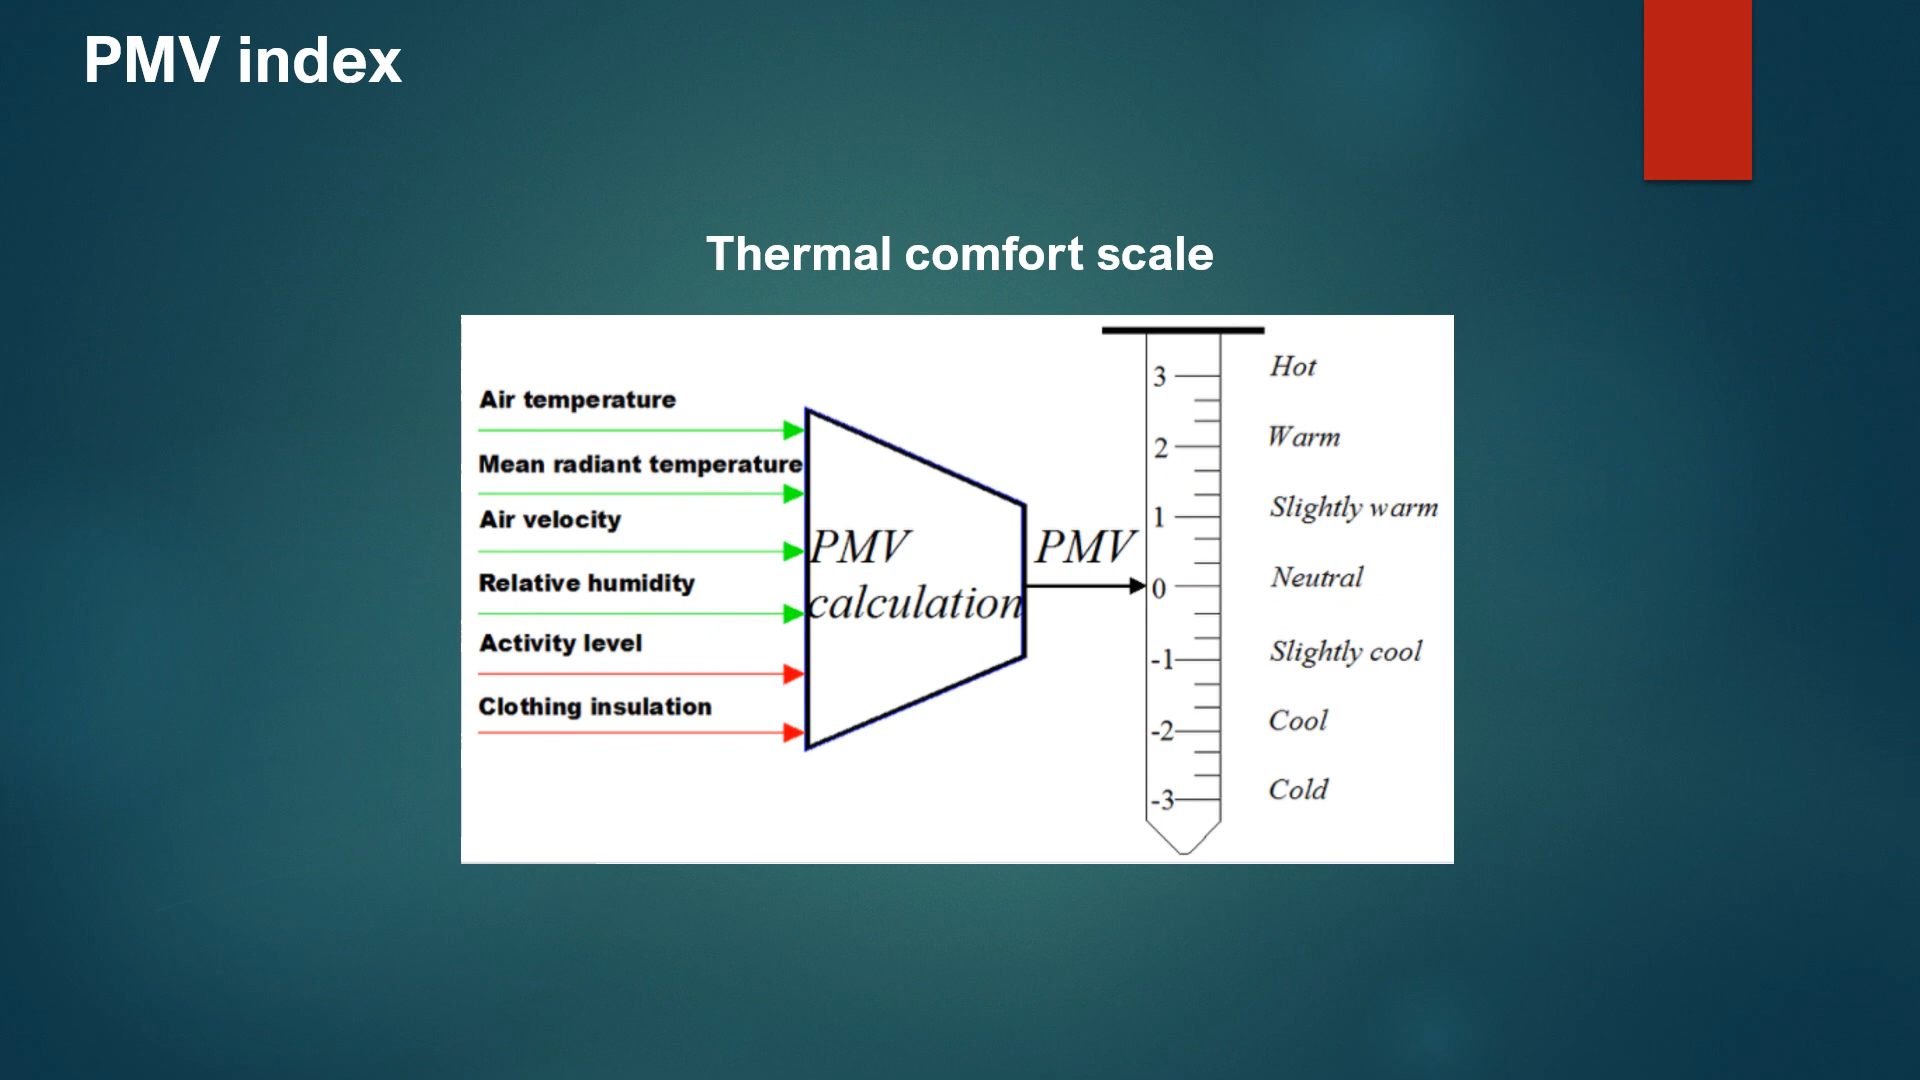 PMV index
Thermal comfort scale
Air temperature
Mean radiant temperature
Air velocity
Relative humidity
Activity level
Clothing insulation
PMV
calculation
PMV
3 Hot
2 Warm
1 Slightly warm
0 Neutral
-1 Slightly cool
-2 Cool
-3 Cold